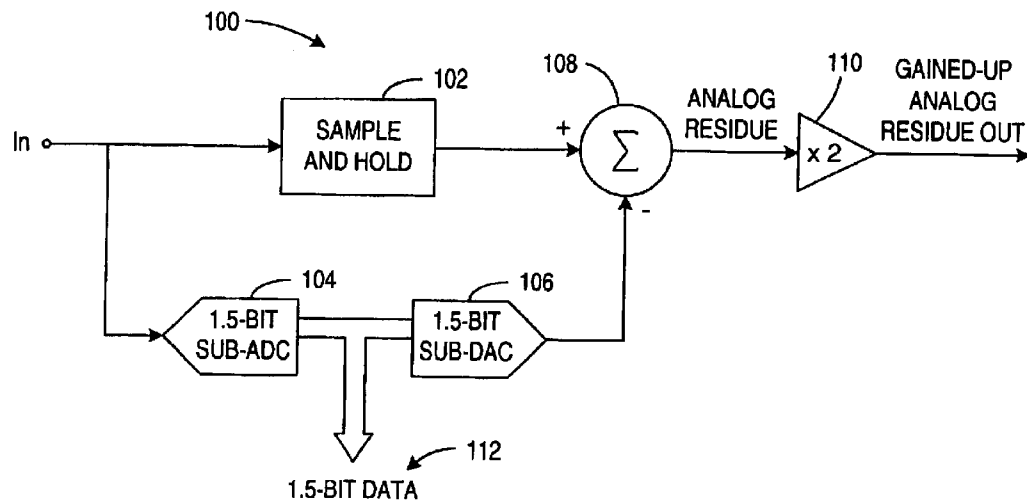 100
102
108
110
GAINED-UP
ANALOG
RESIDUE OUT
ANALOG
RESIDUE
In
SAMPLE
AND HOLD
+
Σ
x 2
-
104
106
1.5-BIT
SUB-ADC
1.5-BIT
SUB-DAC
112
1.5-BIT DATA